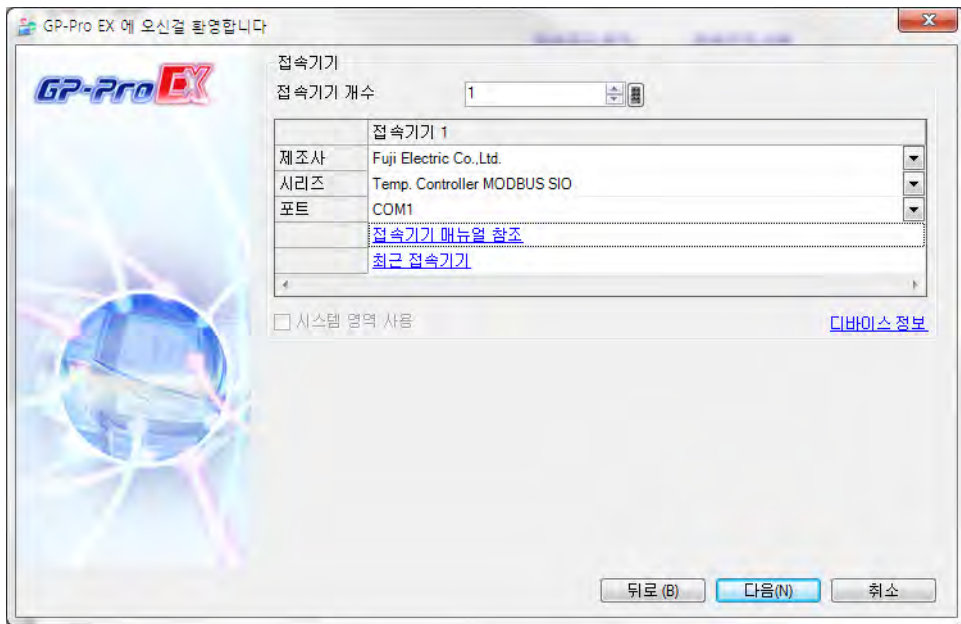 GP-Pro EX 에 오신걸 환영합니다
GP-Pro EX
접속기기
접속기기 개수 1
접속기기 1
제조사 Fuji Electric Co.,Ltd.
시리즈 Temp. Controller MODBUS SIO
포트 COM1
접속기기 매뉴얼 참조
최근 접속기기
시스템 영역 사용 디바이스 정보
뒤로 (B) 다음(N) 취소